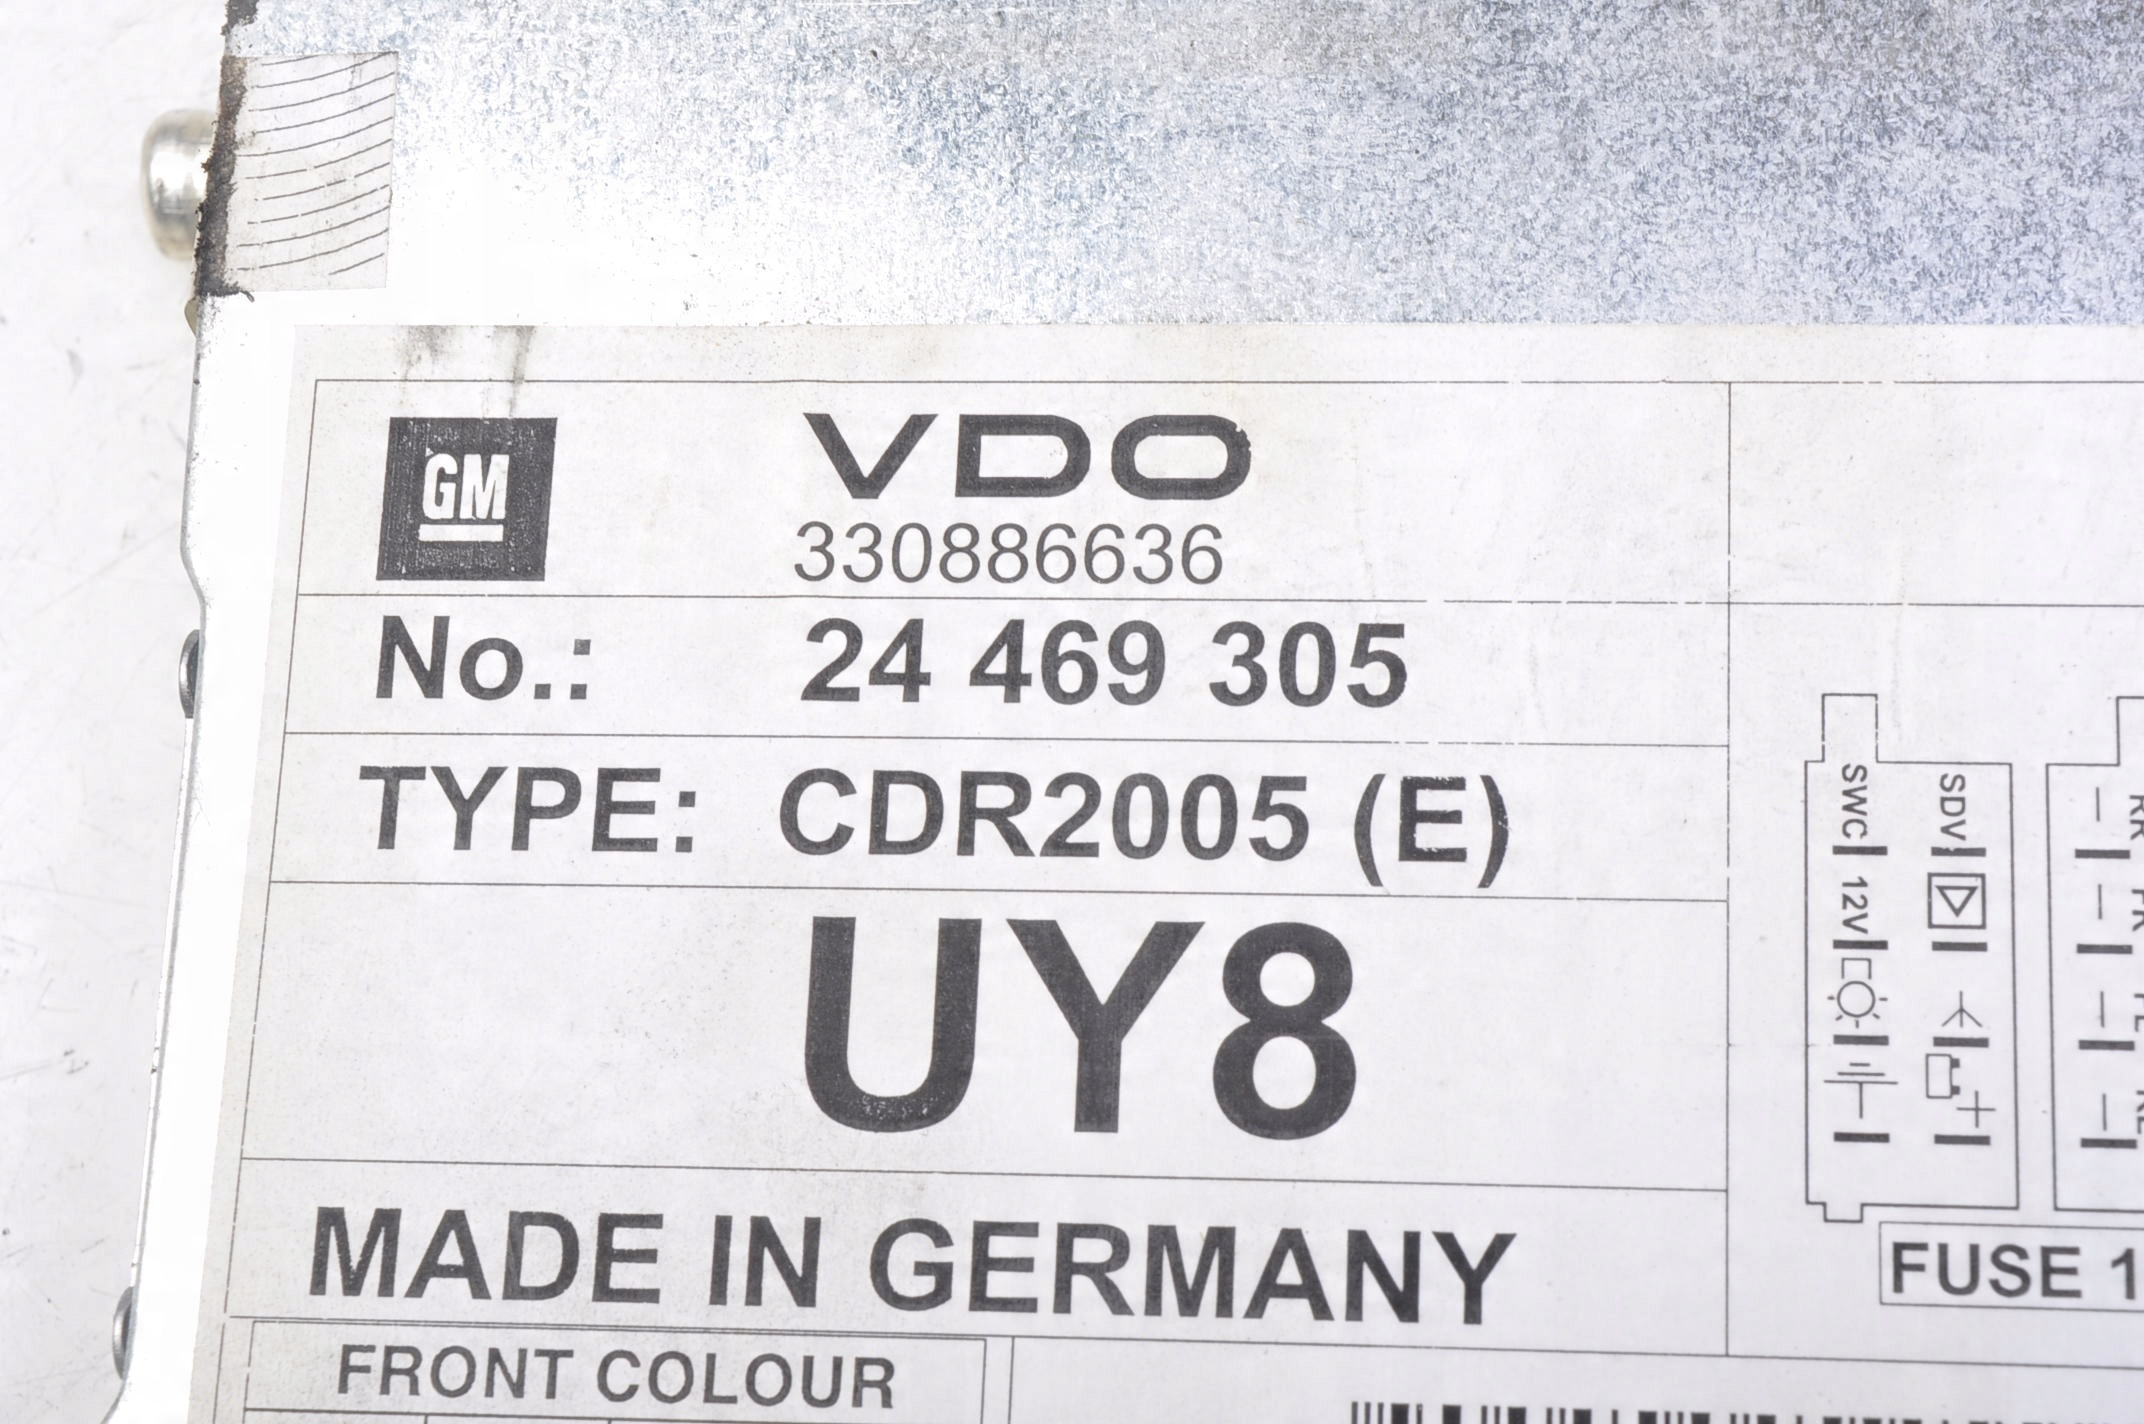 GM
VDO
330886636
No.: 24 469 305
TYPE: CDR2005 (E)
UY8
MADE IN GERMANY
FRONT COLOUR
SWC
12V
SDV
RR
FUSE 1